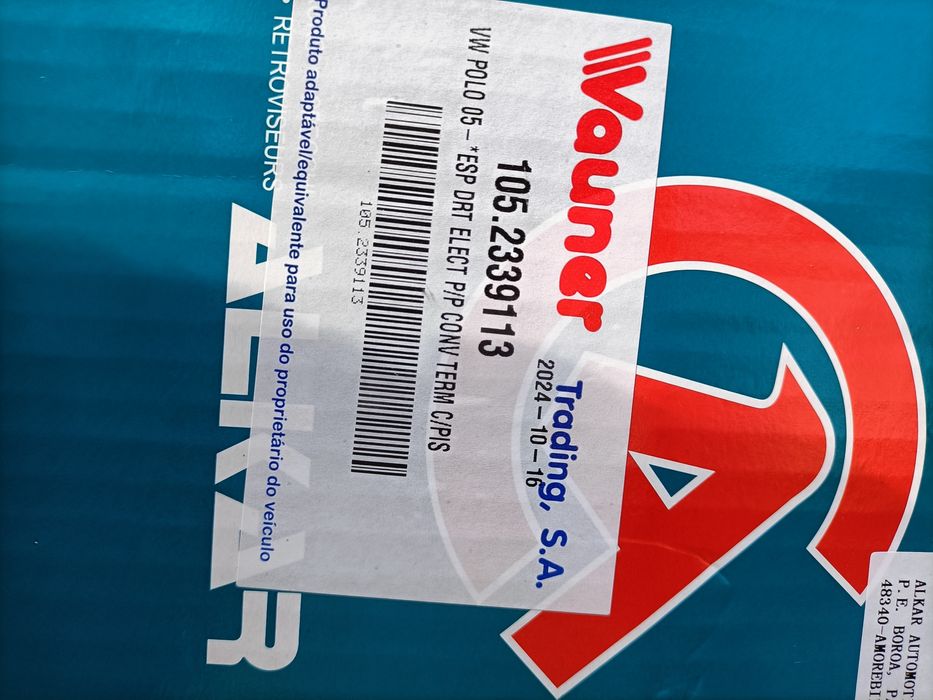 Vauner
Trading, S.A.
2024-10-16
105.2339113
VW POLO 05-*ESP DRT ELECT P/P CONV TERM C/PIS
105.2339113
Produto adaptável/equivalente para uso do proprietário do veículo
RETROVISEURS
ALKAR
ALKAR AUTOMOT
P.E. BOROA, P
48340-AMOREBI